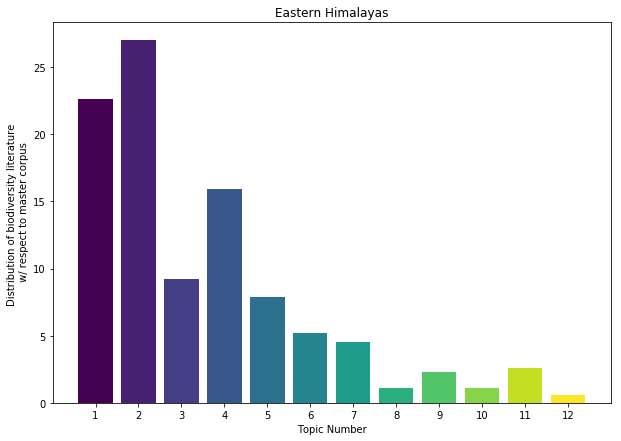 Eastern Himalayas
Distribution of biodiversity literature
w/ respect to master corpus
25
20
15
10
5
0
1 2 3 4 5 6 7 8 9 10 11 12
Topic Number